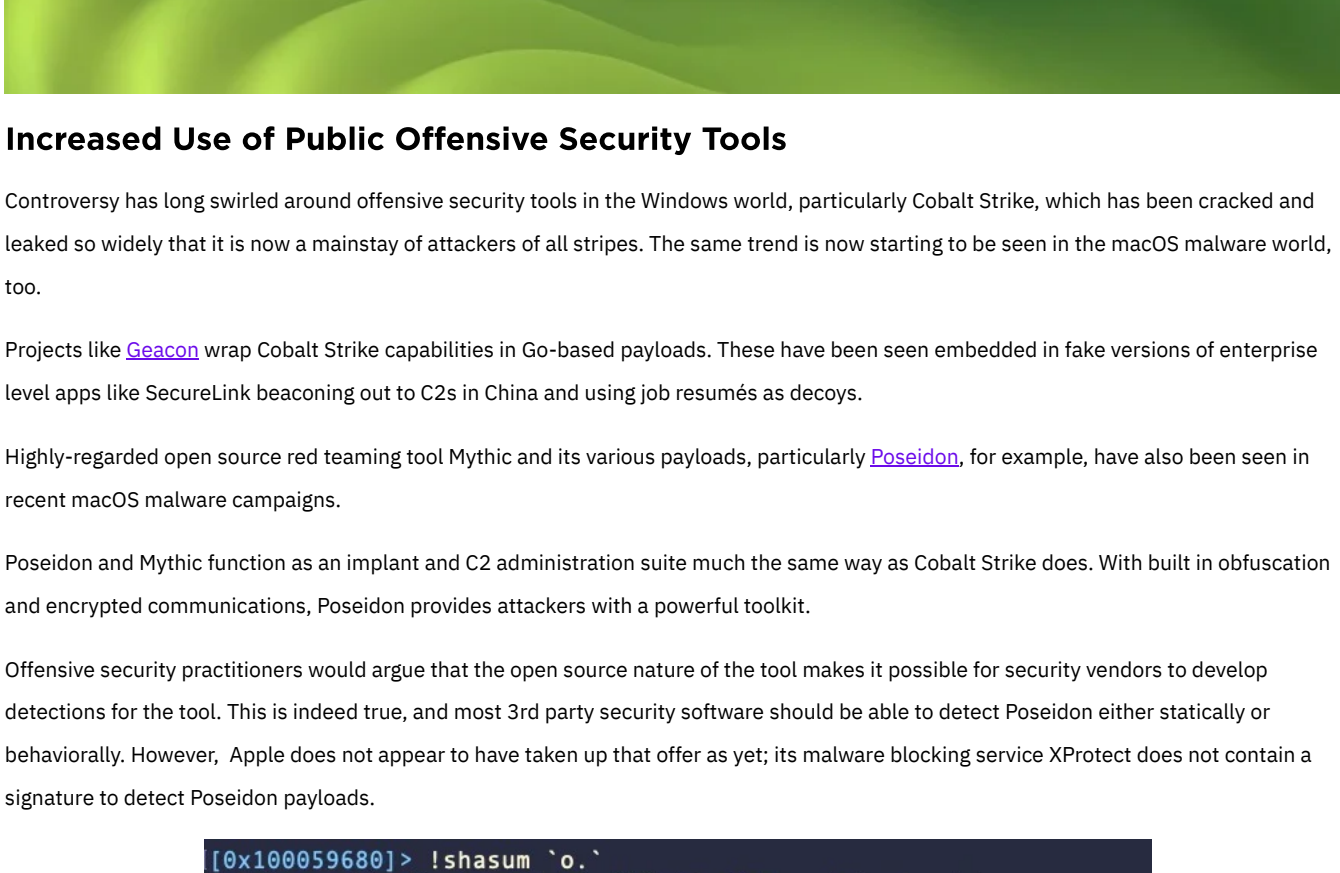 Increased Use of Public Offensive Security Tools
Controversy has long swirled around offensive security tools in the Windows world, particularly Cobalt Strike, which has been cracked and
leaked so widely that it is now a mainstay of attackers of all stripes. The same trend is now starting to be seen in the macOS malware world,
too.
Projects like Geacon wrap Cobalt Strike capabilities in Go-based payloads. These have been seen embedded in fake versions of enterprise
level apps like SecureLink beaconing out to C2s in China and using job resumés as decoys.
Highly-regarded open source red teaming tool Mythic and its various payloads, particularly Poseidon, for example, have also been seen in
recent macOS malware campaigns.
Poseidon and Mythic function as an implant and C2 administration suite much the same way as Cobalt Strike does. With built in obfuscation
and encrypted communications, Poseidon provides attackers with a powerful toolkit.
Offensive security practitioners would argue that the open source nature of the tool makes it possible for security vendors to develop
detections for the tool. This is indeed true, and most 3rd party security software should be able to detect Poseidon either statically or
behaviorally. However,  Apple does not appear to have taken up that offer as yet; its malware blocking service XProtect does not contain a
signature to detect Poseidon payloads.
[[0x100059680]> !shasum `o.`